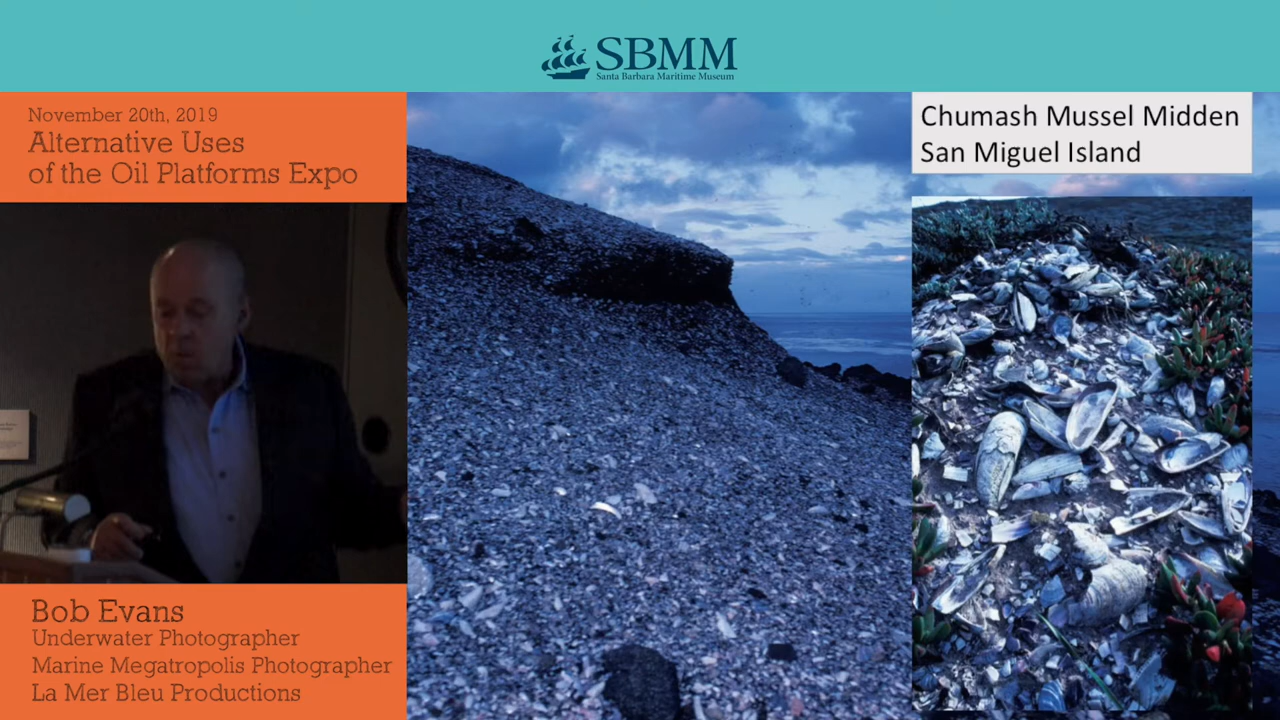 SBMM
Santa Barbara Maritime Museum
November 20th, 2019
Alternative Uses
of the Oil Platforms Expo
Chumash Mussel Midden
San Miguel Island
Bob Evans
Underwater Photographer
Marine Megatropolis Photographer
La Mer Bleu Productions